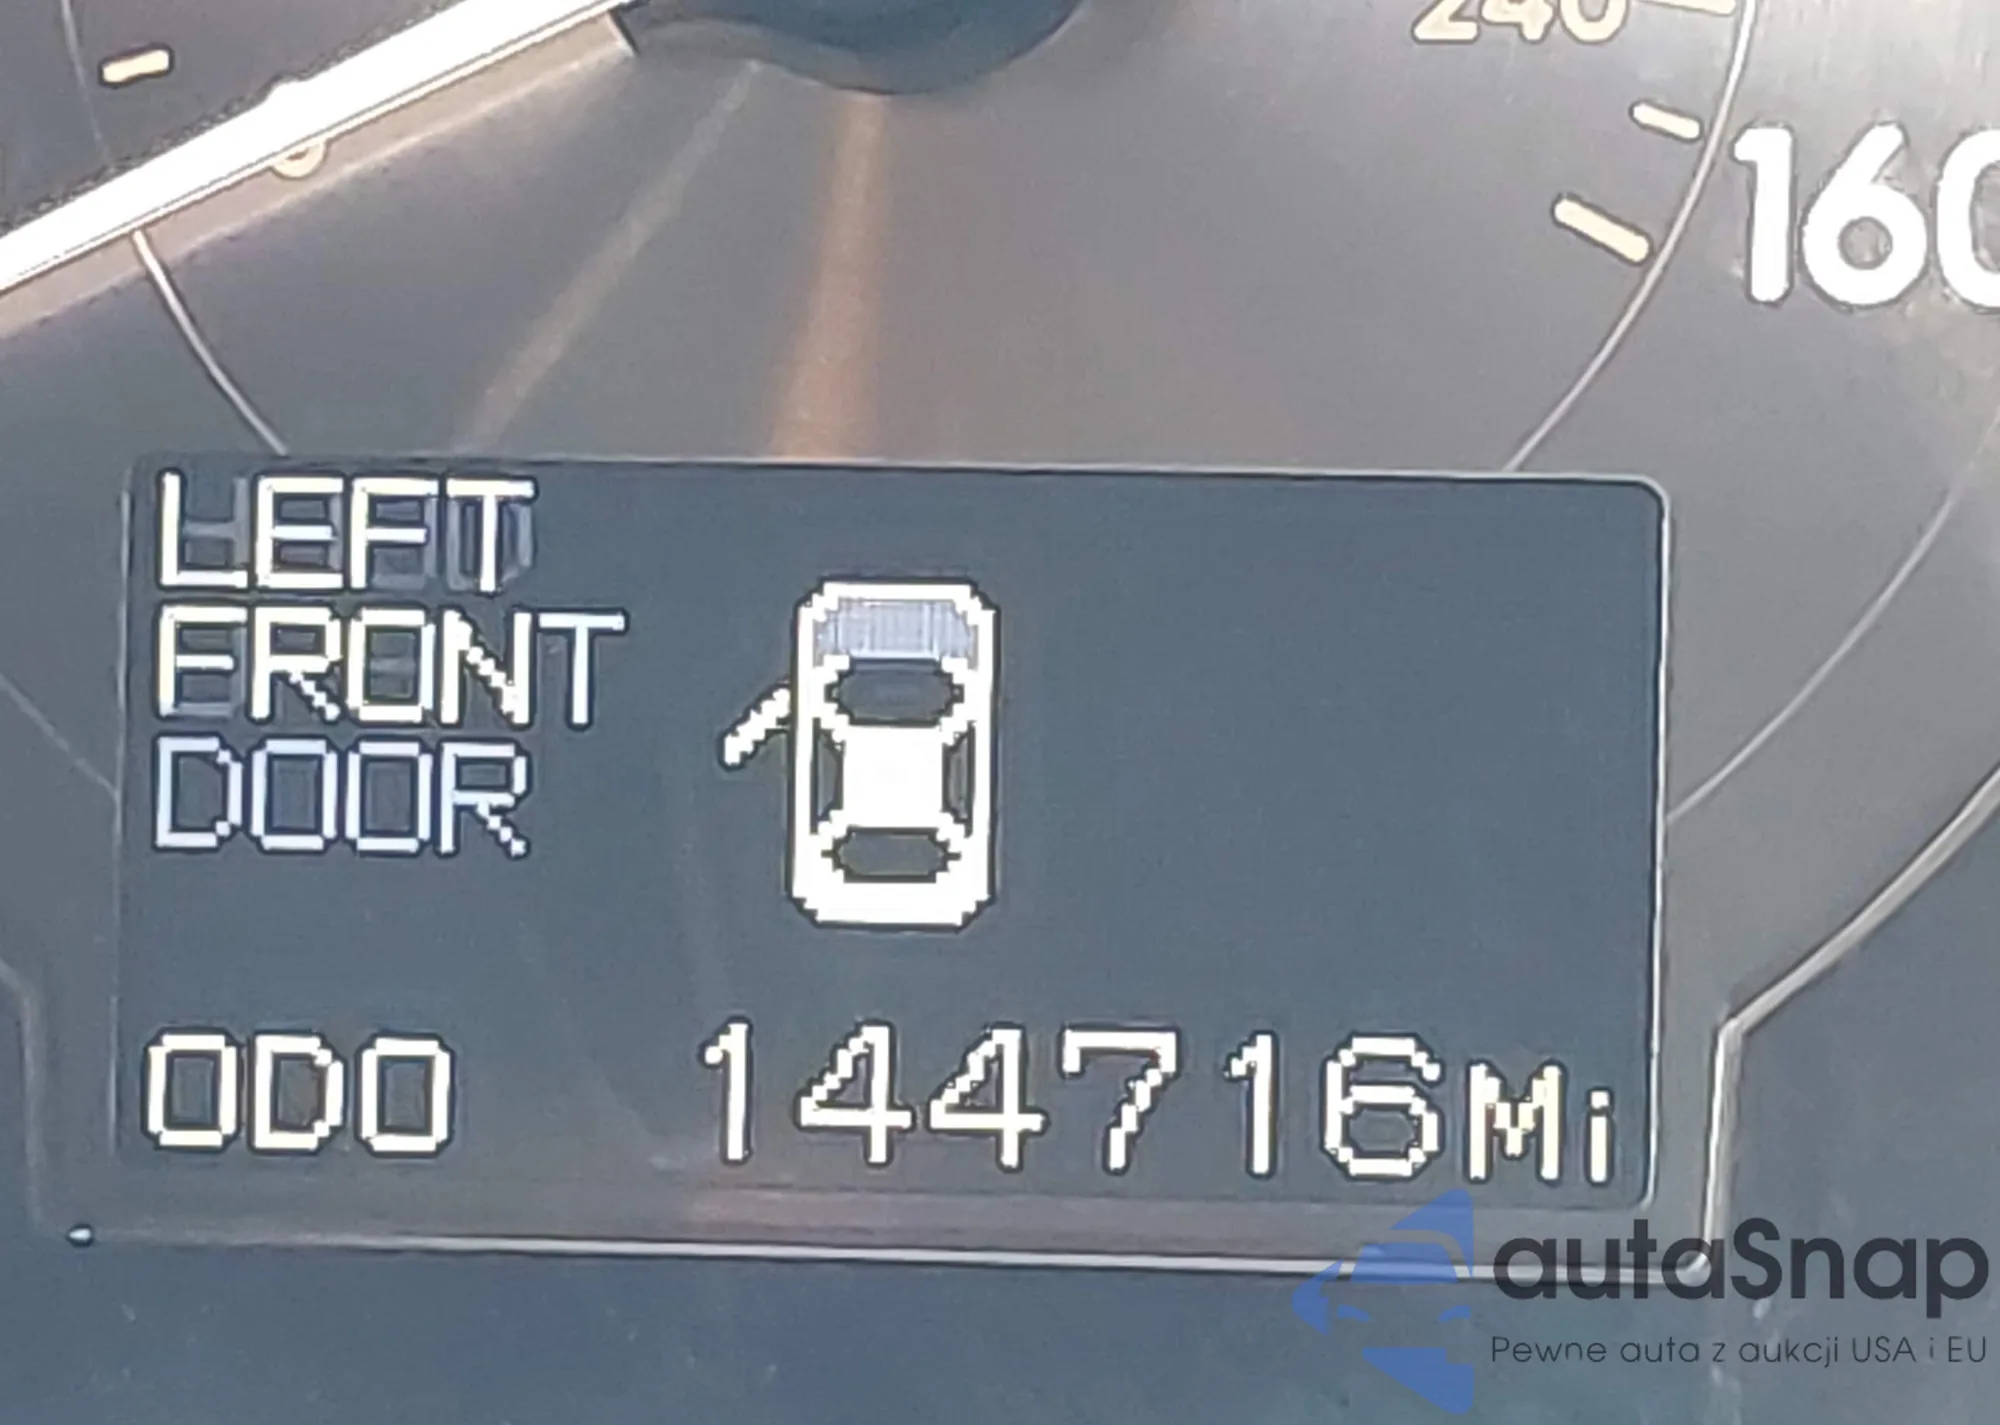 240
160
LEFT
FRONT
DOOR
ODO 144716Mi
autaSnap
Pewne auta z aukcji USA i EU